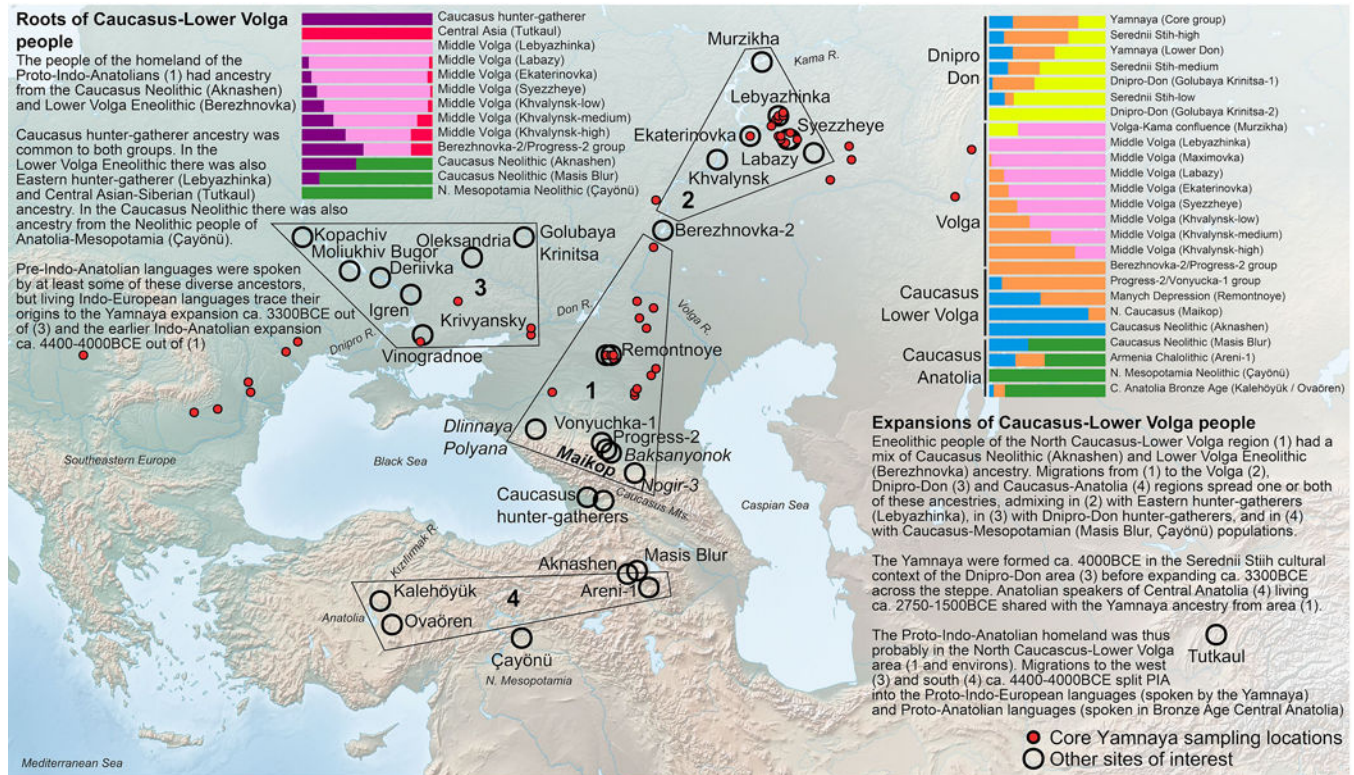 Roots of Caucasus-Lower Volga
people
The people of the homeland of the
Proto-Indo-Anatolians (1) had ancestry
from the Caucasus Neolithic (Aknashen)
and Lower Volga Eneolithic (Berezhnovka)
Caucasus hunter-gatherer ancestry was
common to both groups. In the
Lower Volga Eneolithic there was also
Eastern hunter-gatherer (Lebyazhinka)
and Central Asian-Siberian (Tutkaul)
ancestry. In the Caucasus Neolithic there was also
ancestry from the Neolithic people of
Anatolia-Mesopotamia (Çayönü).
Pre-Indo-Anatolian languages were spoken
by at least some of these diverse ancestors,
but living Indo-European languages trace their
origins to the Yamnaya expansion ca. 3300BCE out
of (3) and the earlier Indo-Anatolian expansion
ca. 4400-4000BCE out of (1)
Caucasus hunter-gatherer
Central Asia (Tutkaul)
Middle Volga (Lebyazhinka)
Middle Volga (Labazy)
Middle Volga (Ekaterinovka)
Middle Volga (Syezzheye)
Middle Volga (Khvalynsk-low)
Middle Volga (Khvalynsk-medium)
Middle Volga (Khvalynsk-high)
Berezhnovka-2/Progress-2 group
Caucasus Neolithic (Aknashen)
Caucasus Neolithic (Masis Blur)
N. Mesopotamia Neolithic (Çayönü)
Murzikha
Kama R.
Lebyazhinka
Ekaterinovka
Syezzheye
Labazy
Khvalynsk
2
Berezhnovka-2
Kopachiv
Moliukhiv Bugor
Oleksandria
Golubaya
Krinitsa
Deriivka
Igren
3
Krivyansky
Vinogradnoe
Dnipro R.
Don R.
Volga R.
Remontnoye
1
Vonyuchka-1
Progress-2
Baksanyonok
Dlinnaya
Polyana
Maikop
Nogir-3
Caucasus
hunter-gatherers
Caucasus Mts.
Southeastern Europe
Black Sea
Caspian Sea
Kızılırmak R.
Aknashen
Masis Blur
Areni-1
Kalehöyük
4
Anatolia
Ovaören
Çayönü
N. Mesopotamia
Mediterranean Sea
Dnipro
Don
Volga
Caucasus
Lower Volga
Caucasus
Anatolia
Yamnaya (Core group)
Serednii Stih-high
Yamnaya (Lower Don)
Serednii Stih-medium
Dnipro-Don (Golubaya Krinitsa-1)
Serednii Stih-low
Dnipro-Don (Golubaya Krinitsa-2)
Volga-Kama confluence (Murzikha)
Middle Volga (Lebyazhinka)
Middle Volga (Maximovka)
Middle Volga (Labazy)
Middle Volga (Ekaterinovka)
Middle Volga (Syezzheye)
Middle Volga (Khvalynsk-low)
Middle Volga (Khvalynsk-medium)
Middle Volga (Khvalynsk-high)
Berezhnovka-2/Progress-2 group
Progress-2/Vonyucka-1 group
Manych Depression (Remontnoye)
N. Caucasus (Maikop)
Caucasus Neolithic (Aknashen)
Caucasus Neolithic (Masis Blur)
Armenia Chalolithic (Areni-1)
N. Mesopotamia Neolithic (Çayönü)
C. Anatolia Bronze Age (Kalehöyük / Ovaören)
Expansions of Caucasus-Lower Volga people
Eneolithic people of the North Caucasus-Lower Volga region (1) had a
mix of Caucasus Neolithic (Aknashen) and Lower Volga Eneolithic
(Berezhnovka) ancestry. Migrations from (1) to the Volga (2),
Dnipro-Don (3) and Caucasus-Anatolia (4) regions spread one or both
of these ancestries, admixing in (2) with Eastern hunter-gatherers
(Lebyazhinka), in (3) with Dnipro-Don hunter-gatherers, and in (4)
with Caucasus-Mesopotamian (Masis Blur, Çayönü) populations.
The Yamnaya were formed ca. 4000BCE in the Serednii Stiih cultural
context of the Dnipro-Don area (3) before expanding ca. 3300BCE
across the steppe. Anatolian speakers of Central Anatolia (4) living
ca. 2750-1500BCE shared with the Yamnaya ancestry from area (1).
The Proto-Indo-Anatolian homeland was thus
probably in the North Caucascus-Lower Volga
area (1 and environs). Migrations to the west
(3) and south (4) ca. 4400-4000BCE split PIA
into the Proto-Indo-European languages (spoken by the Yamnaya)
and Proto-Anatolian languages (spoken in Bronze Age Central Anatolia)
Tutkaul
Core Yamnaya sampling locations
Other sites of interest